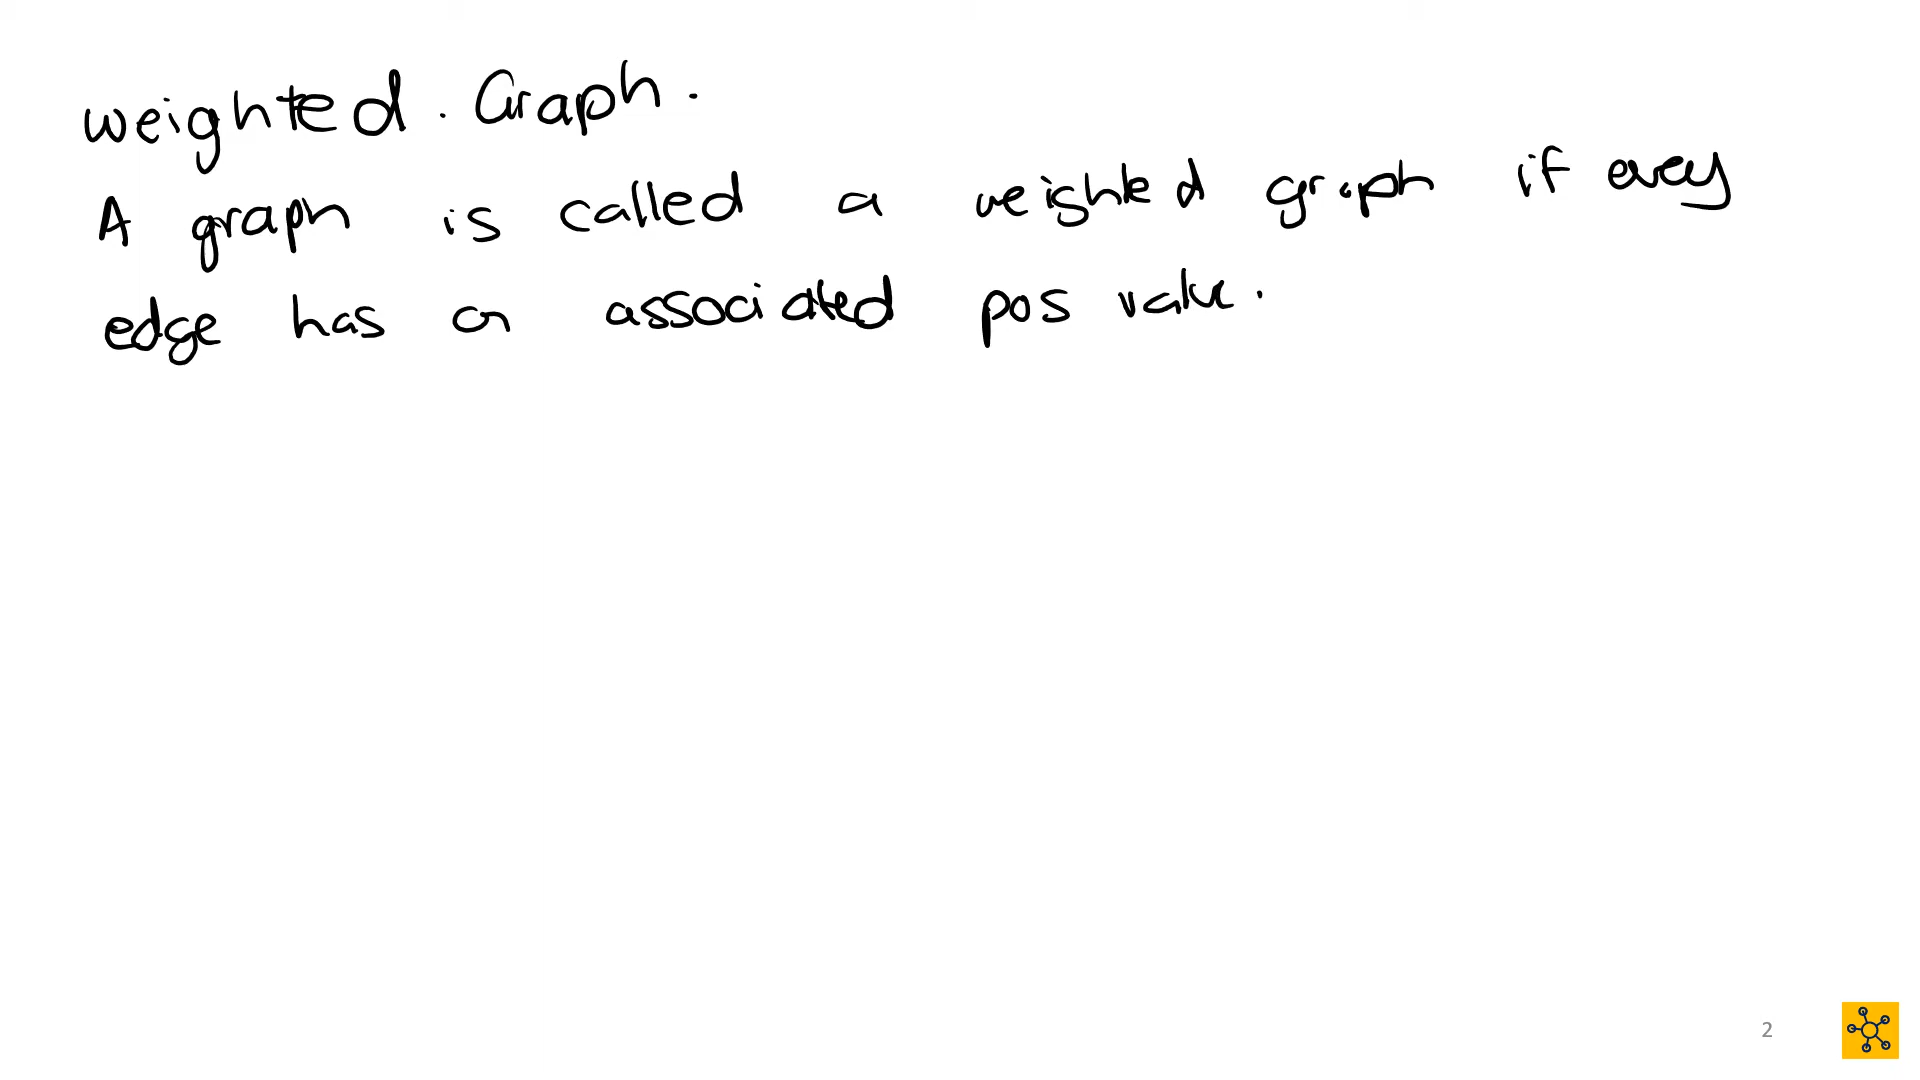 weighted. Graph.
A graph is called a weighted graph if every
edge has an associated pos value.
2